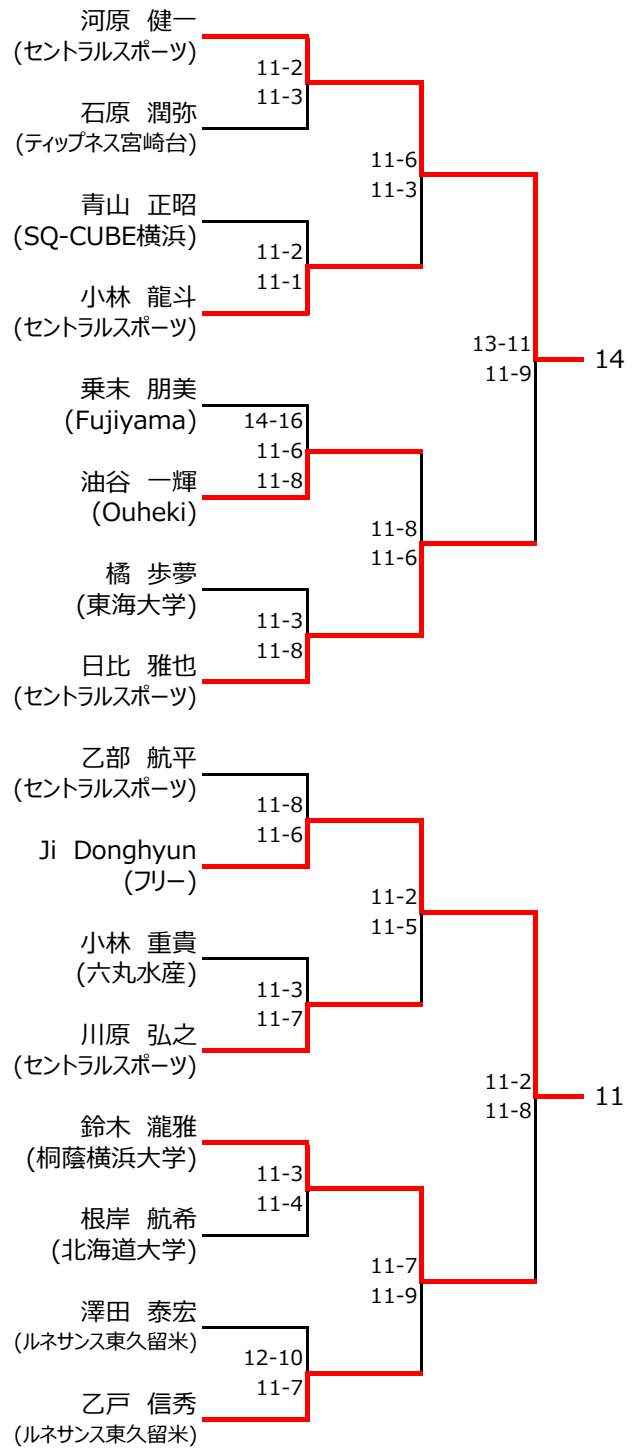 河原 健一
(セントラルスポーツ)
11-2
11-3
石原 潤弥
(ティップネス宮崎台)
11-6
11-3
青山 正昭
(SQ-CUBE横浜)
11-2
11-1
小林 龍斗
(セントラルスポーツ)
13-11
11-9
14
乗末 朋美
(Fujiyama)
14-16
11-6
11-8
油谷 一輝
(Ouheki)
11-8
11-6
橘 歩夢
(東海大学)
11-3
11-8
日比 雅也
(セントラルスポーツ)
乙部 航平
(セントラルスポーツ)
11-8
11-6
Ji Donghyun
(フリー)
11-2
11-5
小林 重貴
(六丸水産)
11-3
11-7
川原 弘之
(セントラルスポーツ)
11-2
11-8
11
鈴木 瀧雅
(桐蔭横浜大学)
11-3
11-4
根岸 航希
(北海道大学)
11-7
11-9
澤田 泰宏
(ルネサンス東久留米)
12-10
11-7
乙戸 信秀
(ルネサンス東久留米)